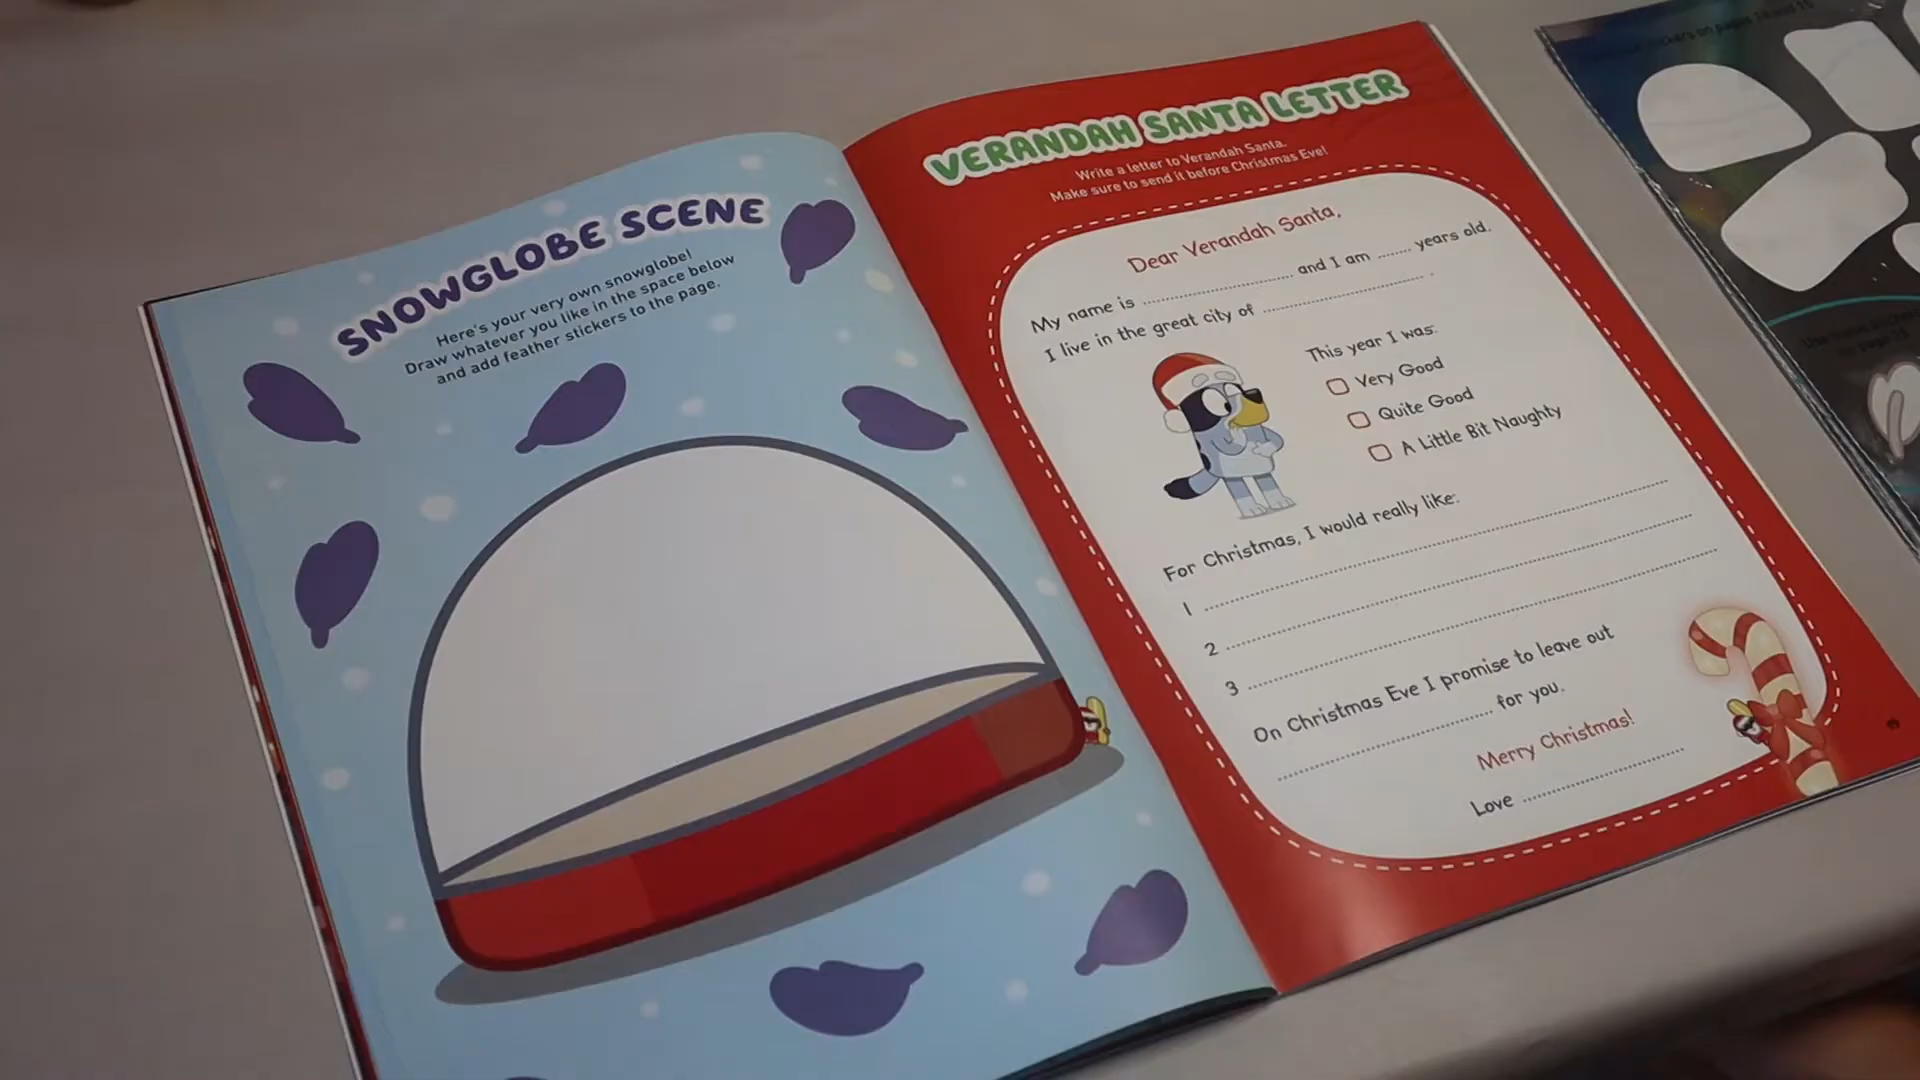 SNOWGLOBE SCENE
Here's your very own snowglobe!
Draw whatever you like in the space below
and add feather stickers to the page.
VERANDAH SANTA LETTER
Write a letter to Verandah Santa.
Make sure to send it before Christmas Eve!
Dear Verandah Santa,
My name is ........................ and I am ........ years old.
I live in the great city of ........................ .
This year I was:
Very Good
Quite Good
A Little Bit Naughty
For Christmas, I would really like:
1
2
3
On Christmas Eve I promise to leave out
........................ for you.
Merry Christmas!
Love ........................